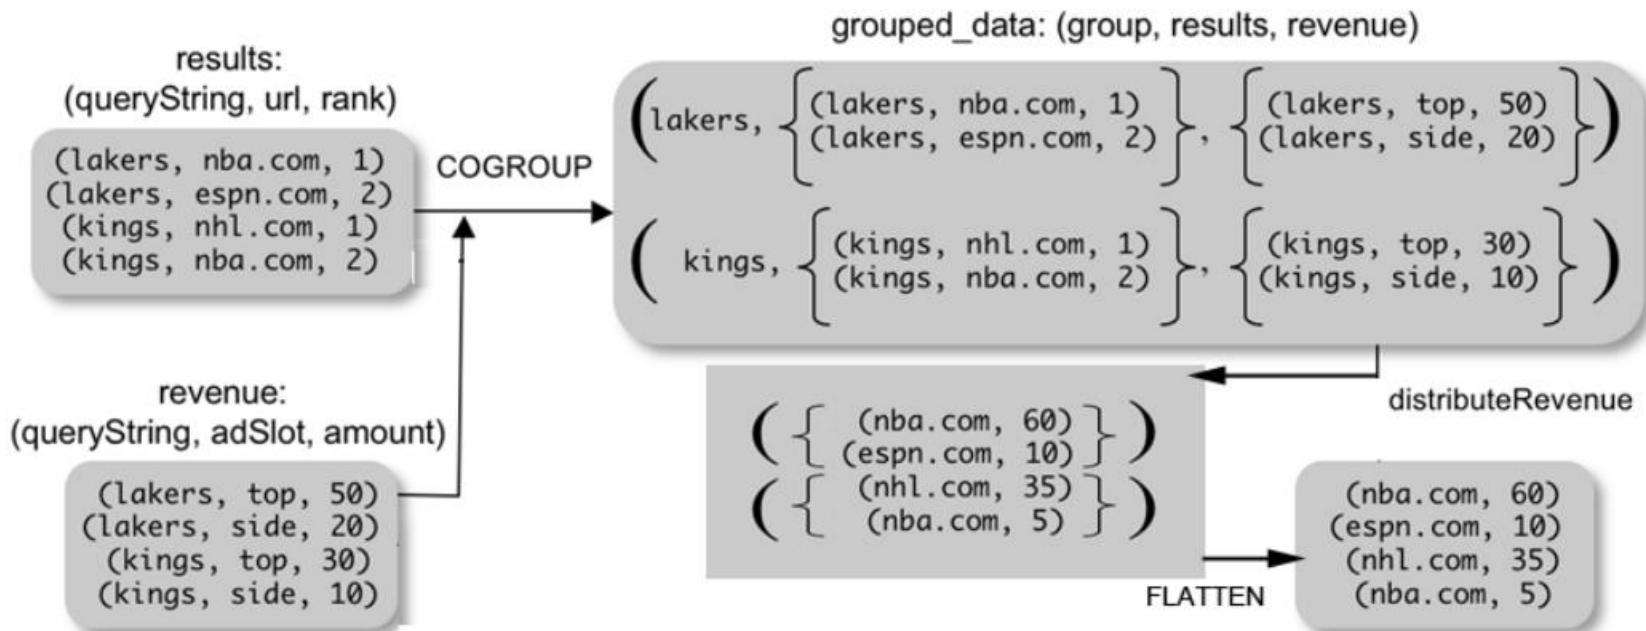 grouped_data: (group, results, revenue)
results:
(queryString, url, rank)
(lakers, nba.com, 1)
(lakers, espn.com, 2)
(kings, nhl.com, 1)
(kings, nba.com, 2)
COGROUP
(lakers, {(lakers, nba.com, 1)
(lakers, espn.com, 2)}, {(lakers, top, 50)
(lakers, side, 20)})
(kings, {(kings, nhl.com, 1)
(kings, nba.com, 2)}, {(kings, top, 30)
(kings, side, 10)})
revenue:
(queryString, adSlot, amount)
(lakers, top, 50)
(lakers, side, 20)
(kings, top, 30)
(kings, side, 10)
distributeRevenue
({(nba.com, 60)
(espn.com, 10)})
({(nhl.com, 35)
(nba.com, 5)})
FLATTEN
(nba.com, 60)
(espn.com, 10)
(nhl.com, 35)
(nba.com, 5)